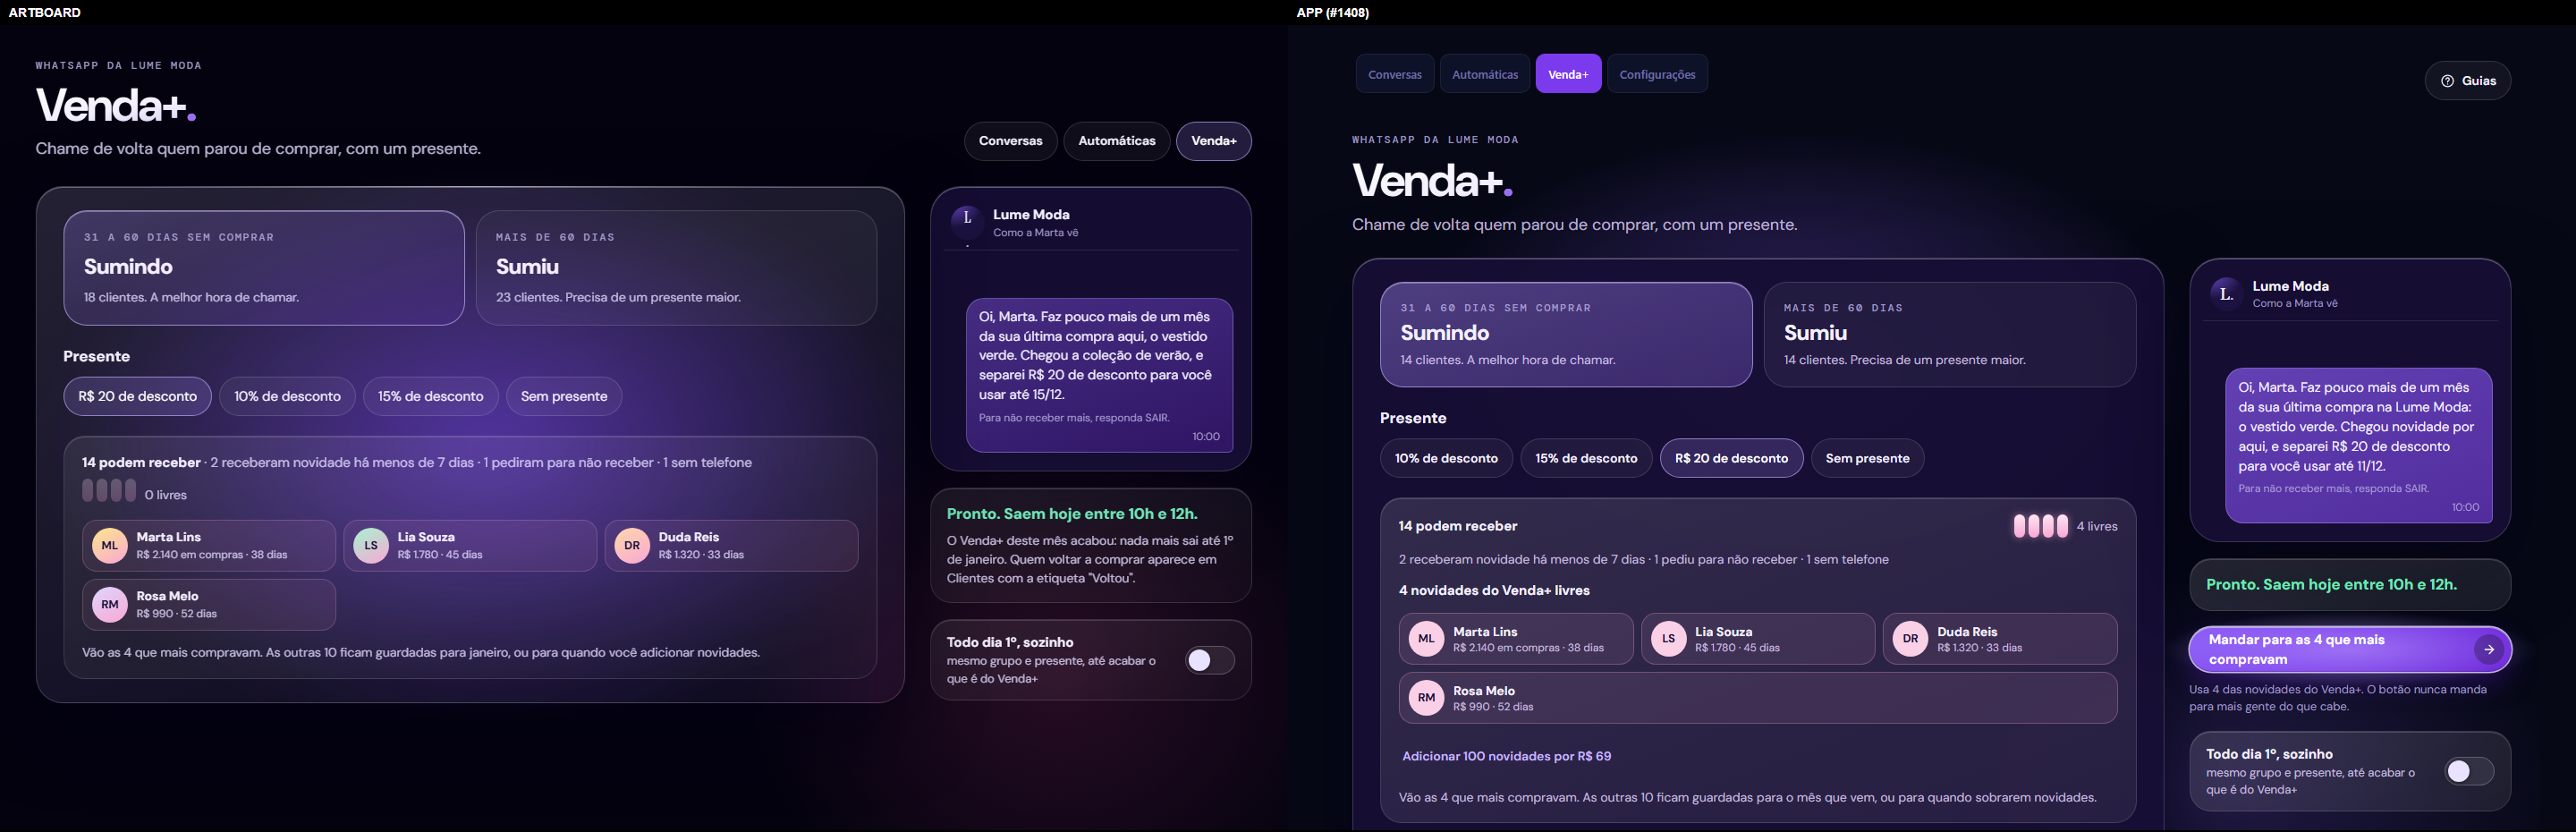 ARTBOARD
WHATSAPP DA LUME MODA
Venda+.
Chame de volta quem parou de comprar, com um presente.
Conversas
Automáticas
Venda+
31 A 60 DIAS SEM COMPRAR
Sumindo
18 clientes. A melhor hora de chamar.
MAIS DE 60 DIAS
Sumiu
23 clientes. Precisa de um presente maior.
Presente
R$ 20 de desconto
10% de desconto
15% de desconto
Sem presente
14 podem receber · 2 receberam novidade há menos de 7 dias · 1 pediram para não receber · 1 sem telefone
0 livres
ML
Marta Lins
R$ 2.140 em compras · 38 dias
LS
Lia Souza
R$ 1.780 · 45 dias
DR
Duda Reis
R$ 1.320 · 33 dias
RM
Rosa Melo
R$ 990 · 52 dias
Vão as 4 que mais compravam. As outras 10 ficam guardadas para janeiro, ou para quando você adicionar novidades.
L
.
Lume Moda
Como a Marta vê
Oi, Marta. Faz pouco mais de um mês
da sua última compra aqui, o vestido
verde. Chegou a coleção de verão, e
separei R$ 20 de desconto para você
usar até 15/12.
Para não receber mais, responda SAIR.
10:00
Pronto. Saem hoje entre 10h e 12h.
O Venda+ deste mês acabou: nada mais sai até 1º
de janeiro. Quem voltar a comprar aparece em
Clientes com a etiqueta "Voltou".
Todo dia 1º, sozinho
mesmo grupo e presente, até acabar o
que é do Venda+
APP (#1408)
Conversas
Automáticas
Venda+
Configurações
Guias
WHATSAPP DA LUME MODA
Venda+.
Chame de volta quem parou de comprar, com um presente.
31 A 60 DIAS SEM COMPRAR
Sumindo
14 clientes. A melhor hora de chamar.
MAIS DE 60 DIAS
Sumiu
14 clientes. Precisa de um presente maior.
Presente
10% de desconto
15% de desconto
R$ 20 de desconto
Sem presente
14 podem receber
4 livres
2 receberam novidade há menos de 7 dias · 1 pediu para não receber · 1 sem telefone
4 novidades do Venda+ livres
ML
Marta Lins
R$ 2.140 em compras · 38 dias
LS
Lia Souza
R$ 1.780 · 45 dias
DR
Duda Reis
R$ 1.320 · 33 dias
RM
Rosa Melo
R$ 990 · 52 dias
Adicionar 100 novidades por R$ 69
Vão as 4 que mais compravam. As outras 10 ficam guardadas para o mês que vem, ou para quando sobrarem novidades.
L.
Lume Moda
Como a Marta vê
Oi, Marta. Faz pouco mais de um mês
da sua última compra na Lume Moda:
o vestido verde. Chegou novidade por
aqui, e separei R$ 20 de desconto
para você usar até 11/12.
Para não receber mais, responda SAIR.
10:00
Pronto. Saem hoje entre 10h e 12h.
Mandar para as 4 que mais
compravam
Usa 4 das novidades do Venda+. O botão nunca manda
para mais gente do que cabe.
Todo dia 1º, sozinho
mesmo grupo e presente, até acabar o
que é do Venda+